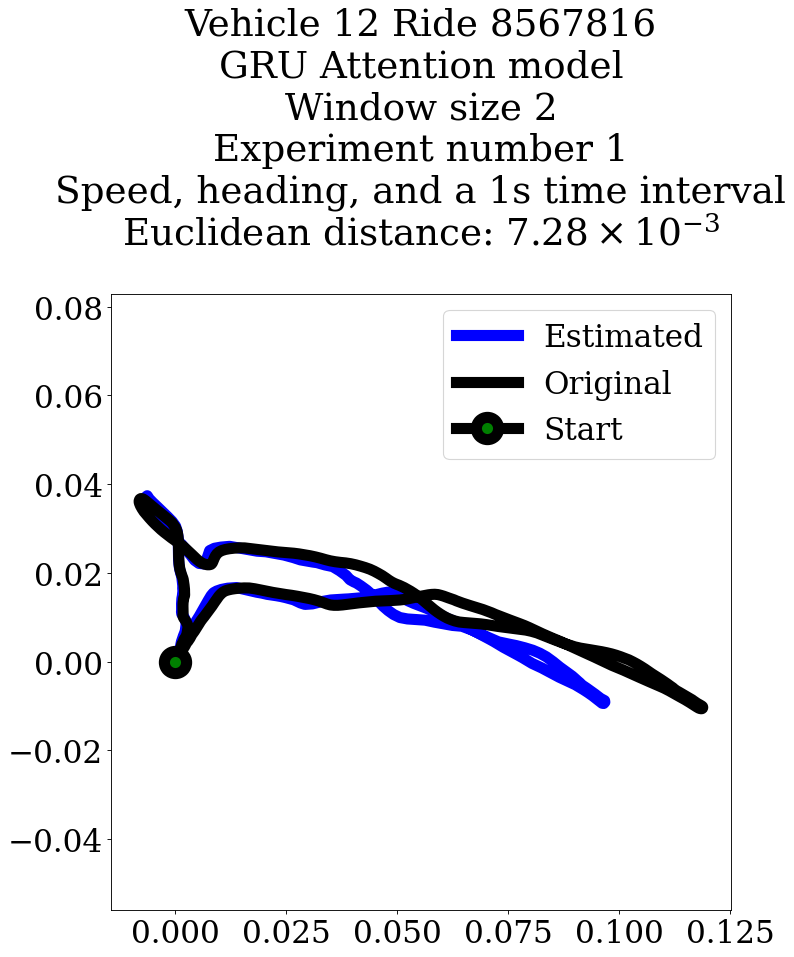 Vehicle 12 Ride 8567816
GRU Attention model
Window size 2
Experiment number 1
Speed, heading, and a 1s time interval
Euclidean distance: 7.28 × 10⁻³
0.08
0.06
0.04
0.02
0.00
−0.02
−0.04
Estimated
Original
Start
0.000 0.025 0.050 0.075 0.100 0.125